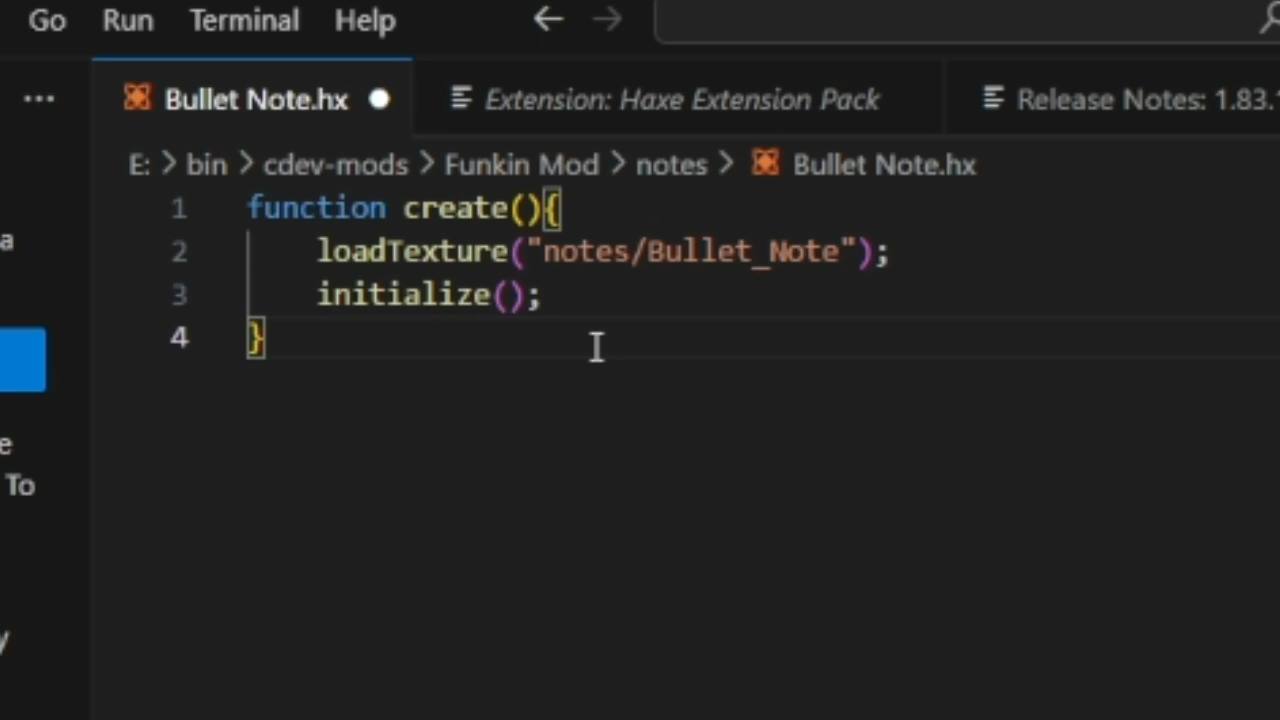 Go Run Terminal Help
Bullet Note.hx Extension: Haxe Extension Pack Release Notes: 1.83.
E: > bin > cdev-mods > Funkin Mod > notes > Bullet Note.hx
1 function create(){
a
2 loadTexture("notes/Bullet_Note");
3 initialize();
4 }
e
To
y